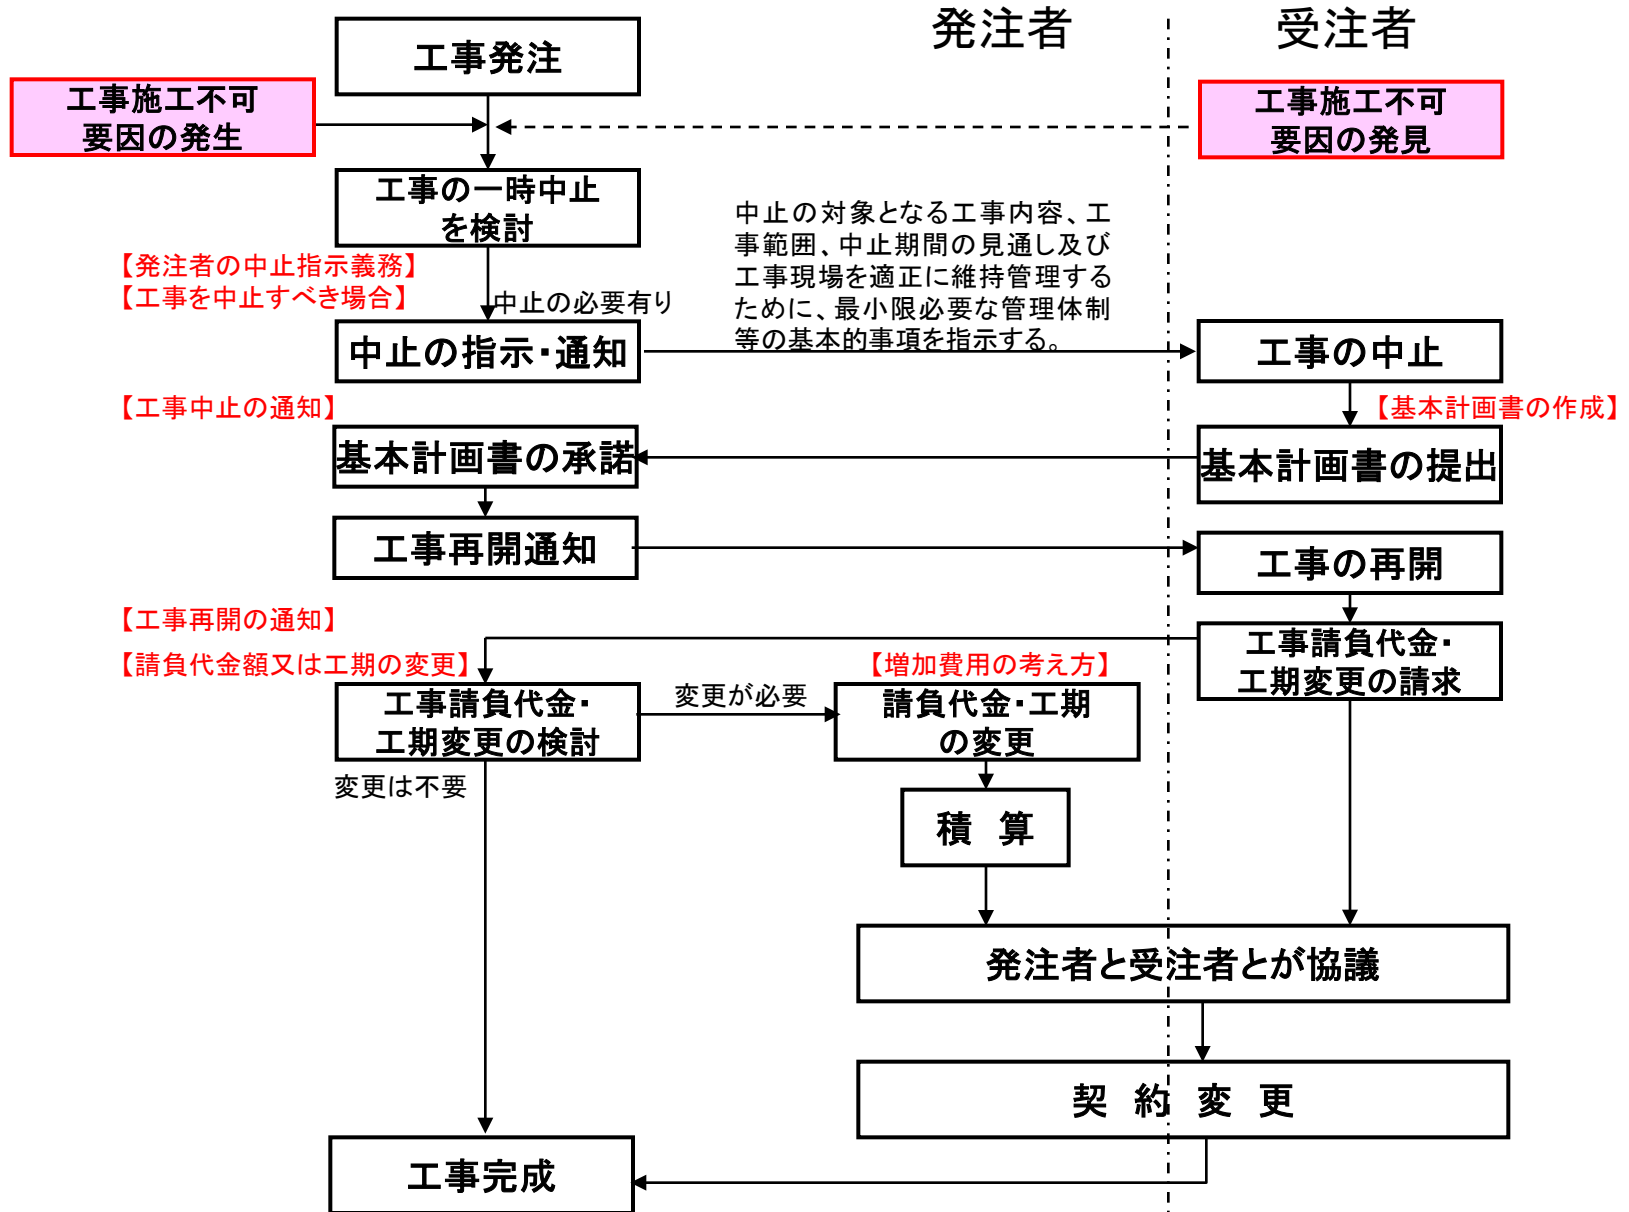 発注者
受注者
工事発注
工事施工不可
要因の発生
工事施工不可
要因の発見
工事の一時中止
を検討
中止の対象となる工事内容、工
事範囲、中止期間の見通し及び
工事現場を適正に維持管理する
ために、最小限必要な管理体制
等の基本的事項を指示する。
【発注者の中止指示義務】
【工事を中止すべき場合】
中止の必要有り
中止の指示・通知
工事の中止
【工事中止の通知】
【基本計画書の作成】
基本計画書の承諾
基本計画書の提出
工事再開通知
工事の再開
【工事再開の通知】
【請負代金額又は工期の変更】
【増加費用の考え方】
工事請負代金・
工期変更の請求
工事請負代金・
工期変更の検討
変更が必要
請負代金・工期
の変更
変更は不要
積 算
発注者と受注者とが協議
契 約 変 更
工事完成